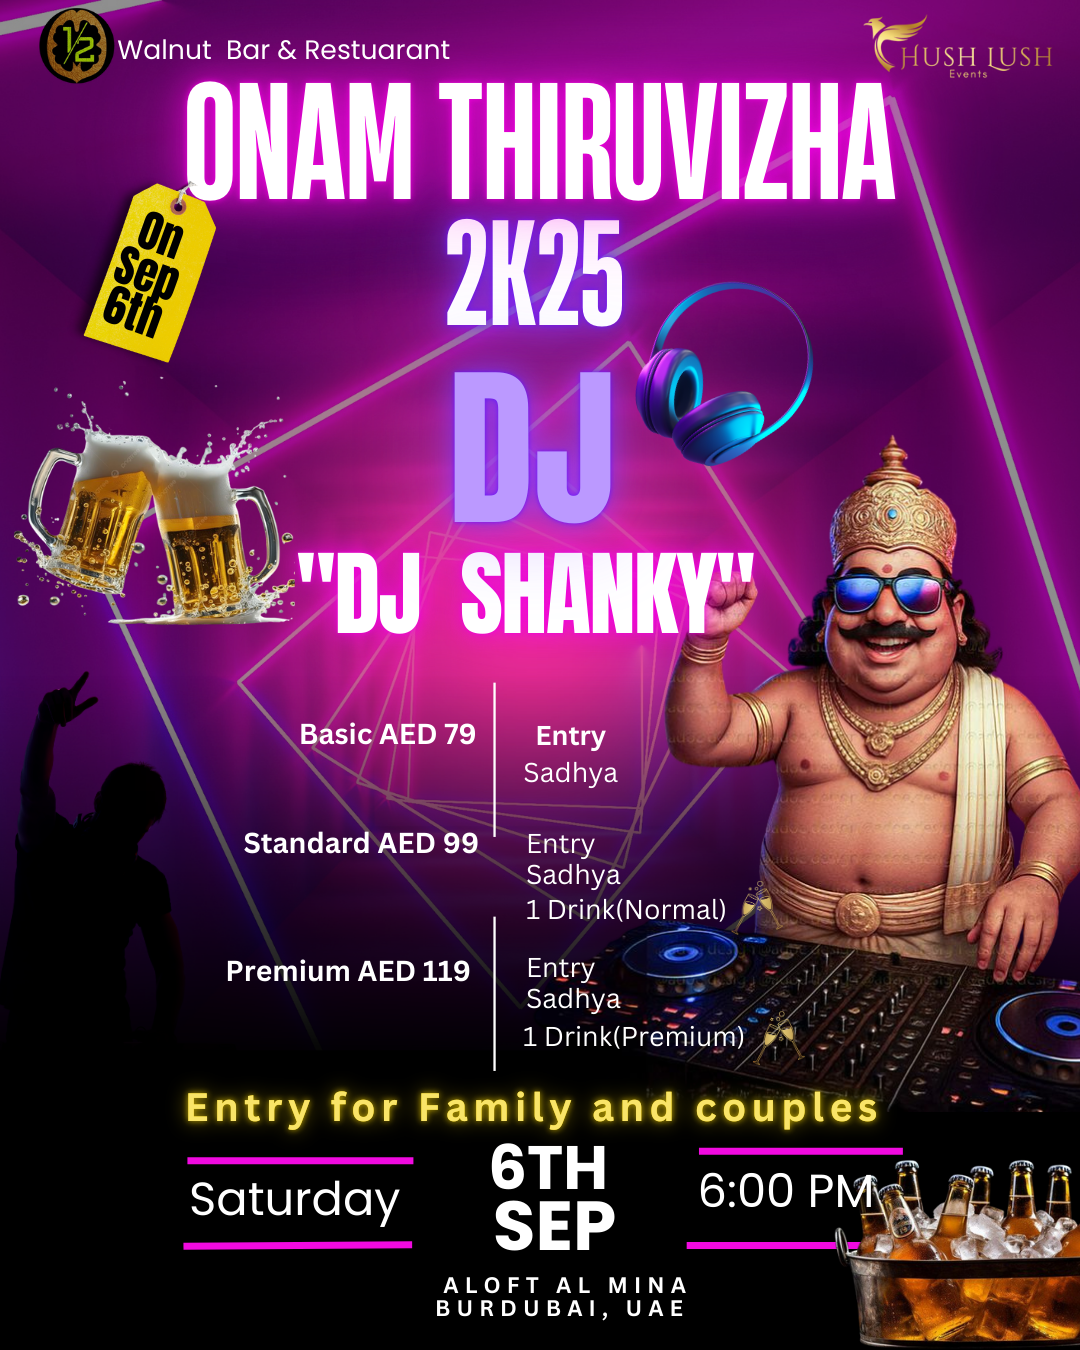 1/2
Walnut Bar & Restuarant
HUSH LUSH
Events
ONAM THIRUVIZHA
2K25
On
Sep
6th
DJ
"DJ SHANKY"
Basic AED 79
Entry
Sadhya
Standard AED 99
Entry
Sadhya
1 Drink(Normal)
Premium AED 119
Entry
Sadhya
1 Drink(Premium)
Entry for Family and couples
Saturday
6TH
SEP
6:00 PM
ALOFT AL MINA
BURDUBAI, UAE